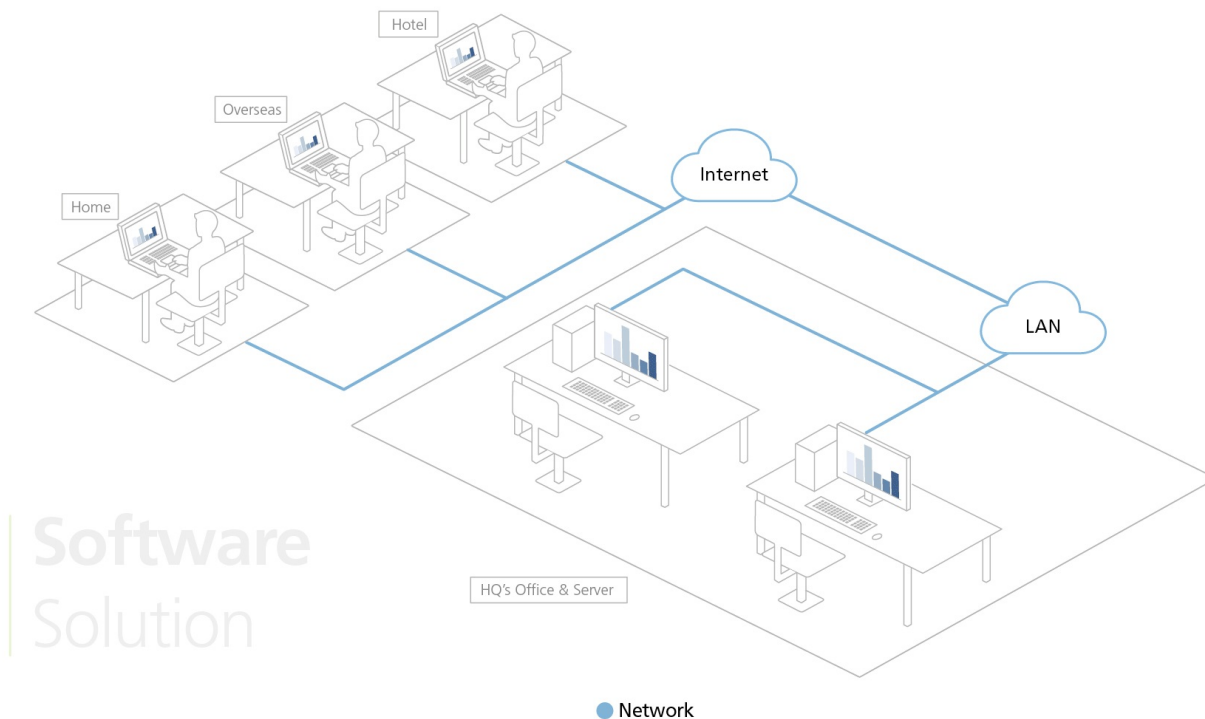 Hotel
Overseas
Home
Internet
LAN
HQ's Office & Server
Software
Solution
Network